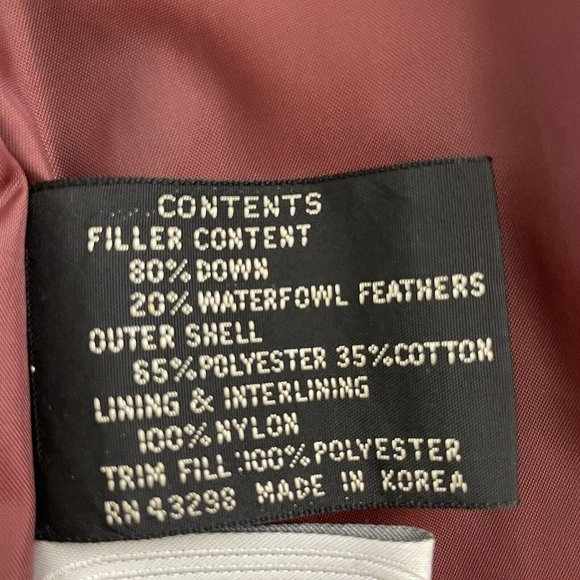 CONTENTS
FILLER CONTENT
80% DOWN
20% WATERFOWL FEATHERS
OUTER SHELL
65% POLYESTER 35% COTTON
LINING & INTERLINING
100% NYLON
TRIM FILL: 100% POLYESTER
RN 43298 MADE IN KOREA